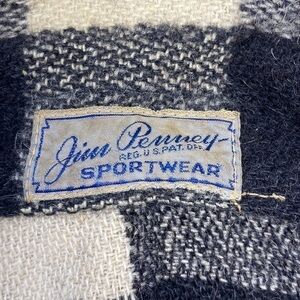 Jim Penney
REG. U.S. PAT. OFF.
SPORTWEAR